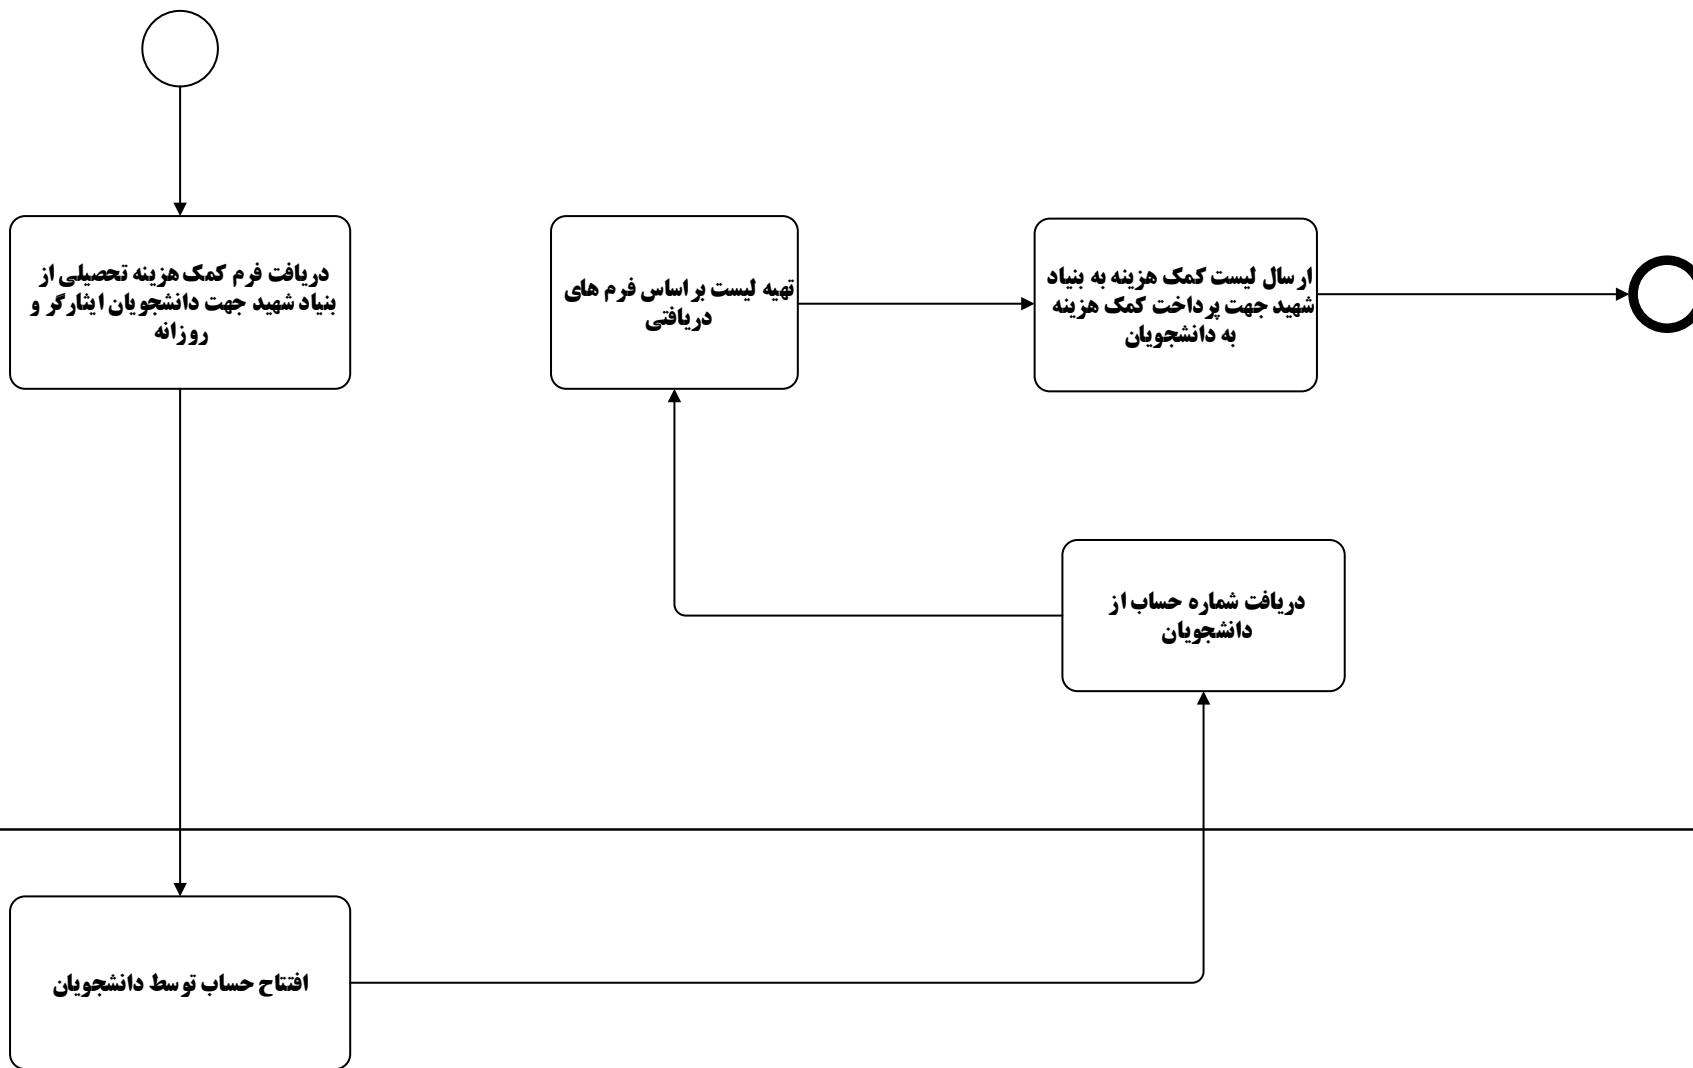 دریافت فرم کمک هزینه تحصیلی از
بنیاد شهید جهت دانشجویان ایثارگر و
روزانه
تهیه لیست بر اساس فرم های
دریافتی
ارسال لیست کمک هزینه به بنیاد
شهید جهت پرداخت کمک هزینه
به دانشجویان
دریافت شماره حساب از
دانشجویان
افتتاح حساب توسط دانشجویان